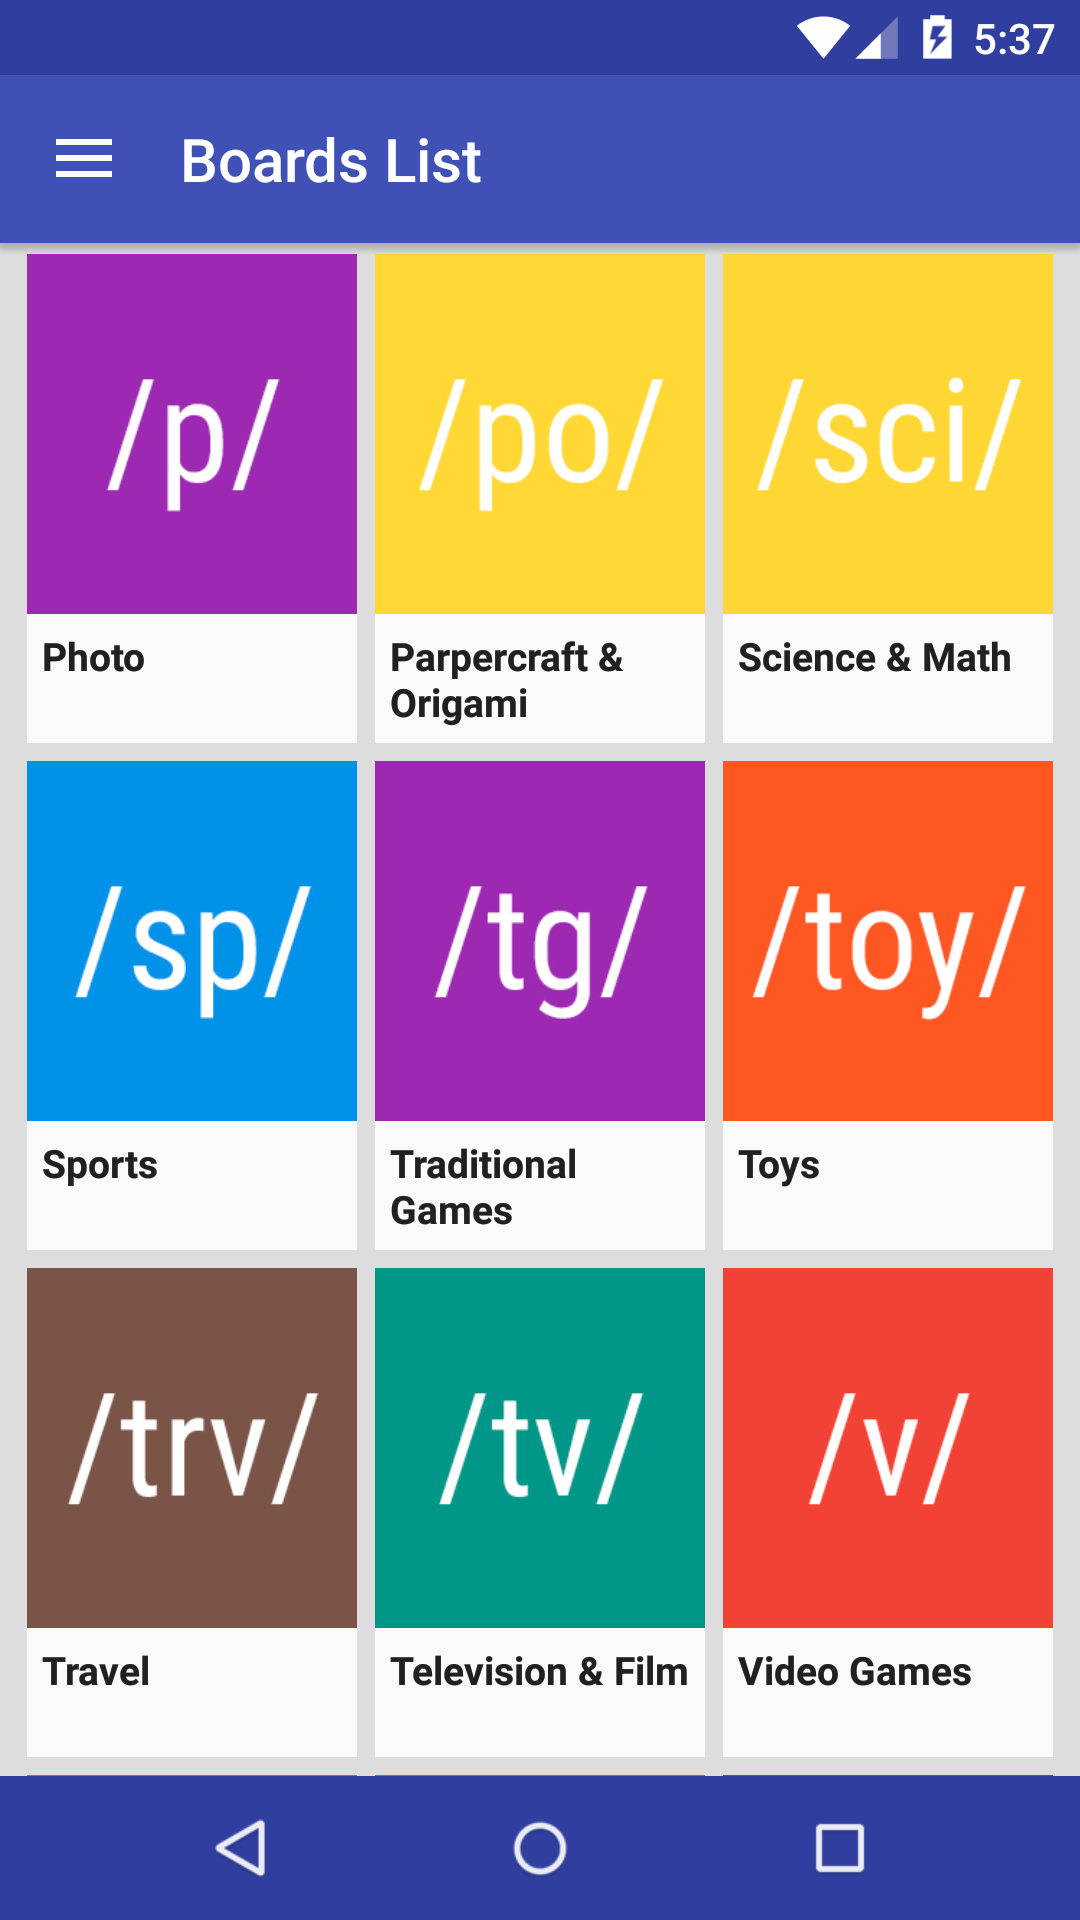 5:37
Boards List
/p/
/po/
/sci/
Photo
Parpercraft &
Origami
Science & Math
/sp/
/tg/
/toy/
Sports
Traditional
Games
Toys
/trv/
/tv/
/v/
Travel
Television & Film
Video Games